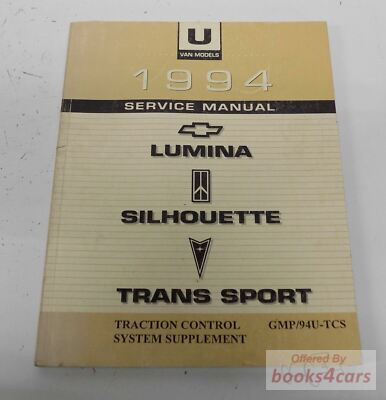 U
VAN MODELS
1994
SERVICE MANUAL
LUMINA
SILHOUETTE
TRANS SPORT
TRACTION CONTROL GMP/94U-TCS
SYSTEM SUPPLEMENT
Offered By
books4cars